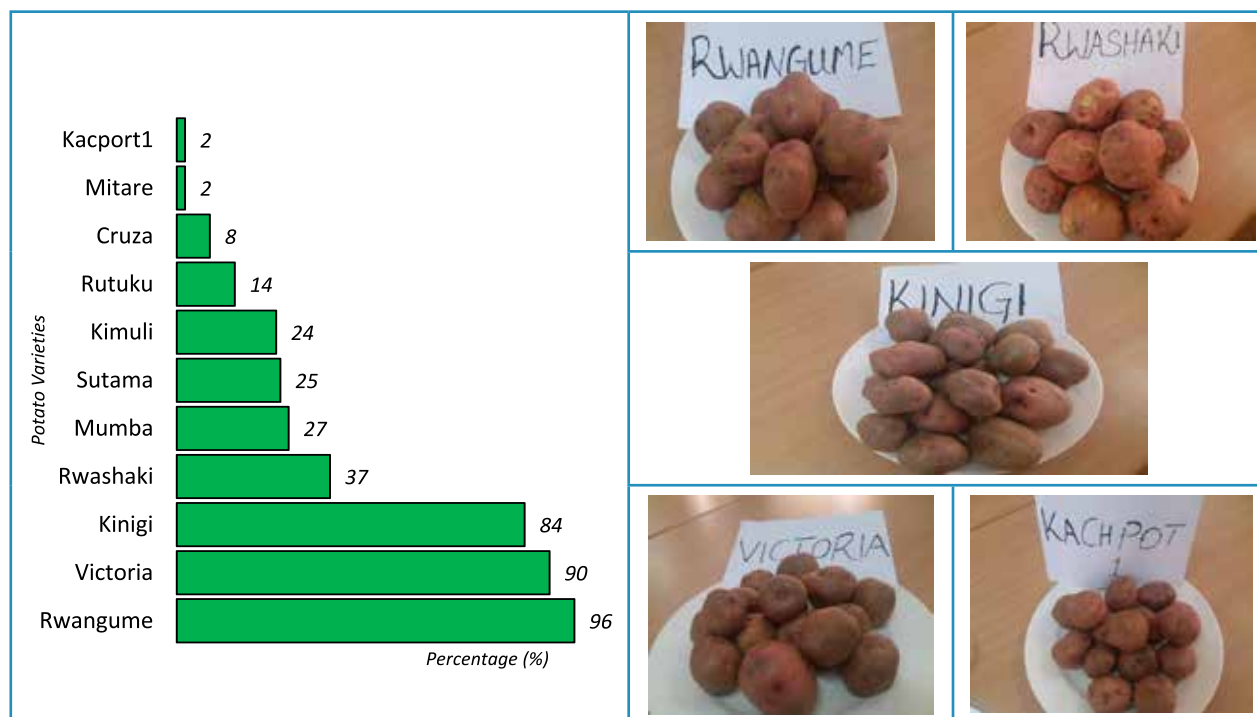 Kacport1 2
Mitare 2
Cruza 8
Rutuku 14
Kimuli 24
Sutama 25
Mumba 27
Rwashaki 37
Kinigi 84
Victoria 90
Rwangume 96
Potato Varieties
Percentage (%)
RWANGUME
RWASHAKI
KINIGI
VICTORIA
KACHPOT
1